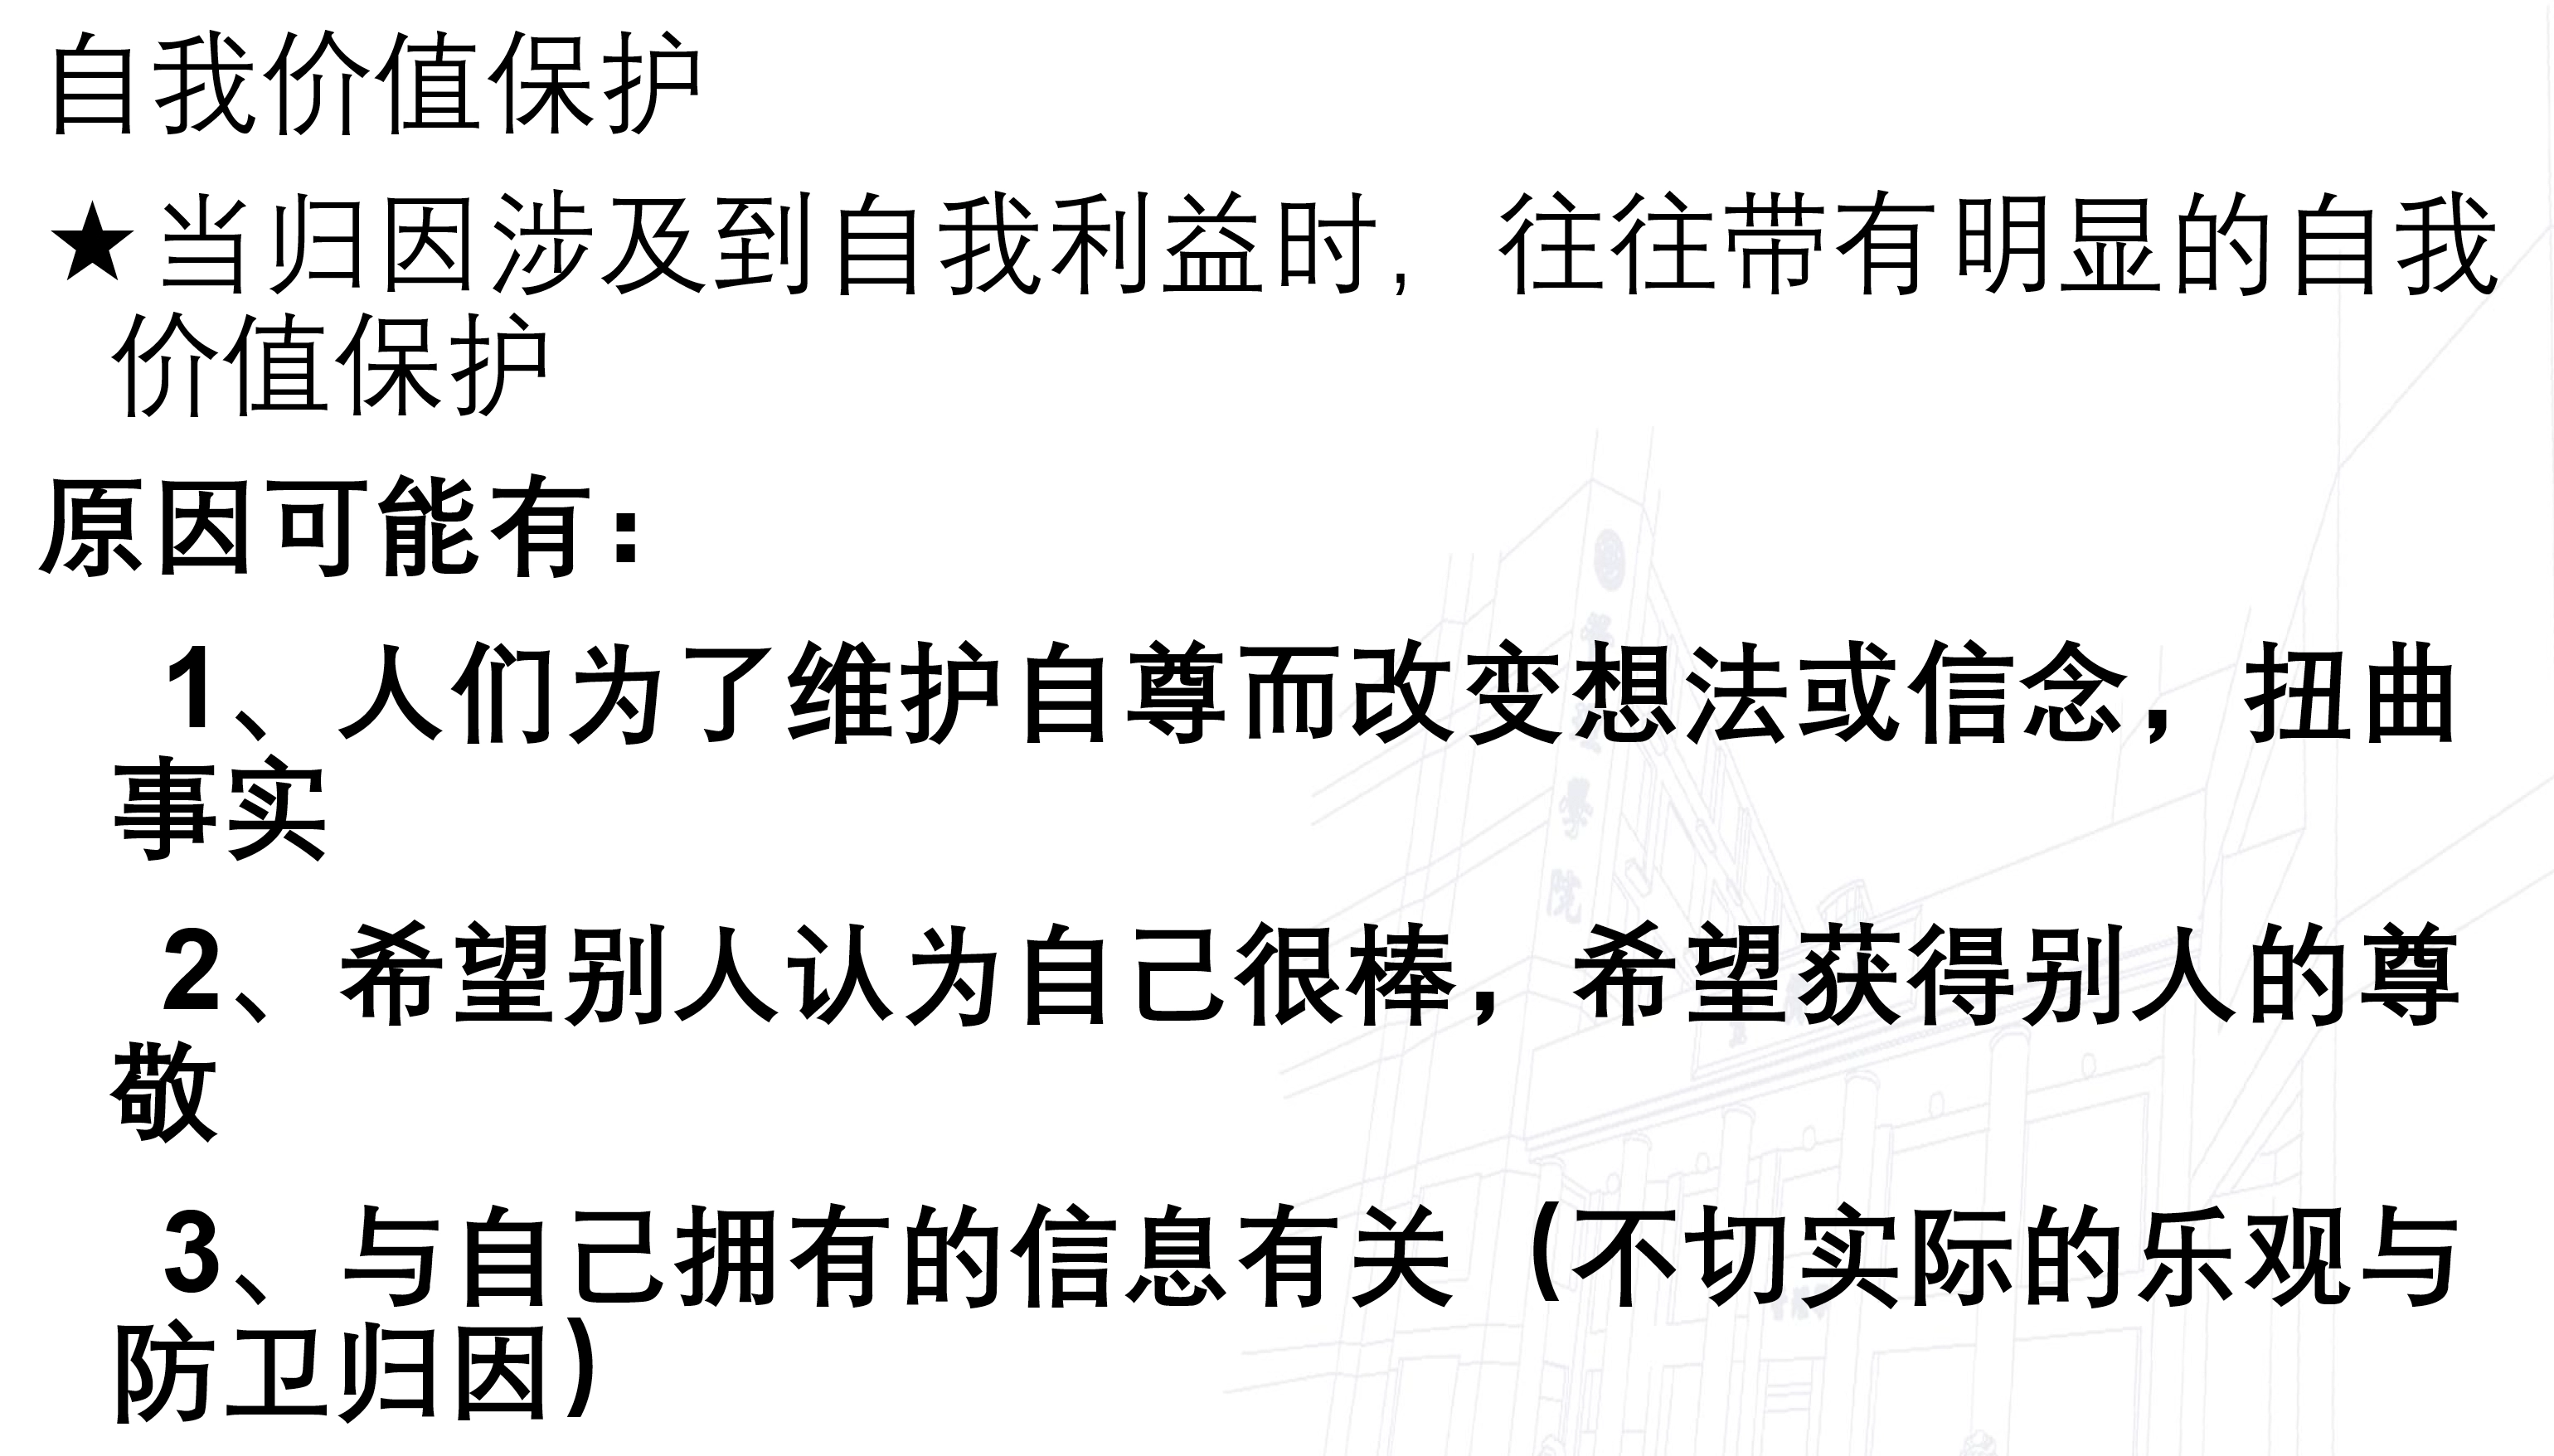 自我价值保护
★当归因涉及到自我利益时，往往带有明显的自我
价值保护
原因可能有：
1、人们为了维护自尊而改变想法或信念，扭曲
事实
2、希望别人认为自己很棒，希望获得别人的尊
敬
3、与自己拥有的信息有关（不切实际的乐观与
防卫归因）